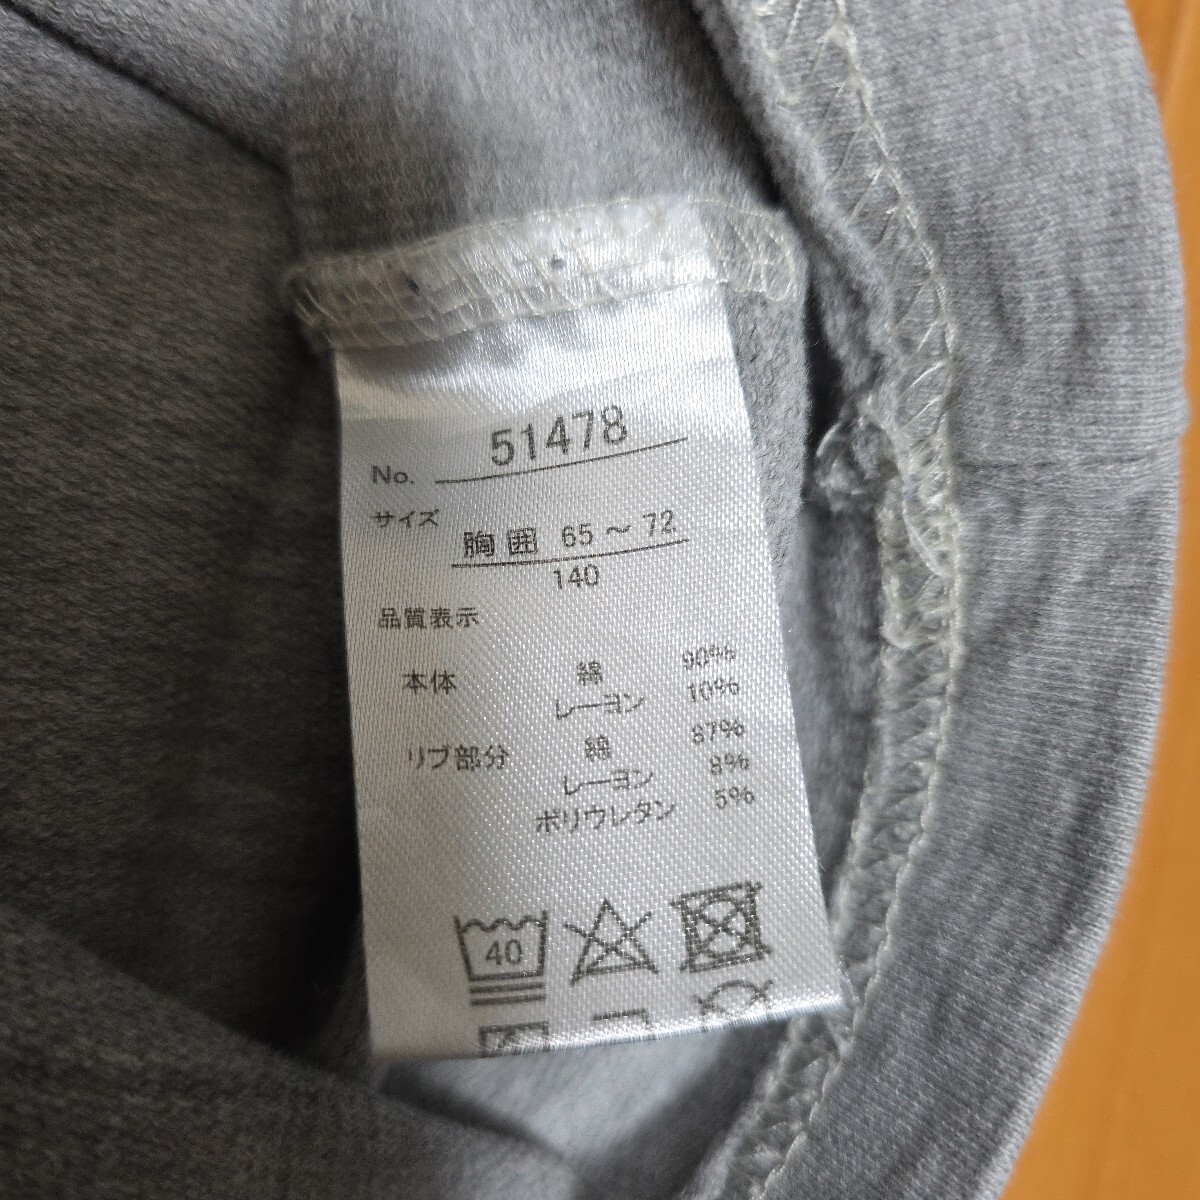 No. 51478
サイズ
胸囲 65～72
140
品質表示
本体 綿 90%
レーヨン 10%
リブ部分 綿 87%
レーヨン 8%
ポリウレタン 5%
40